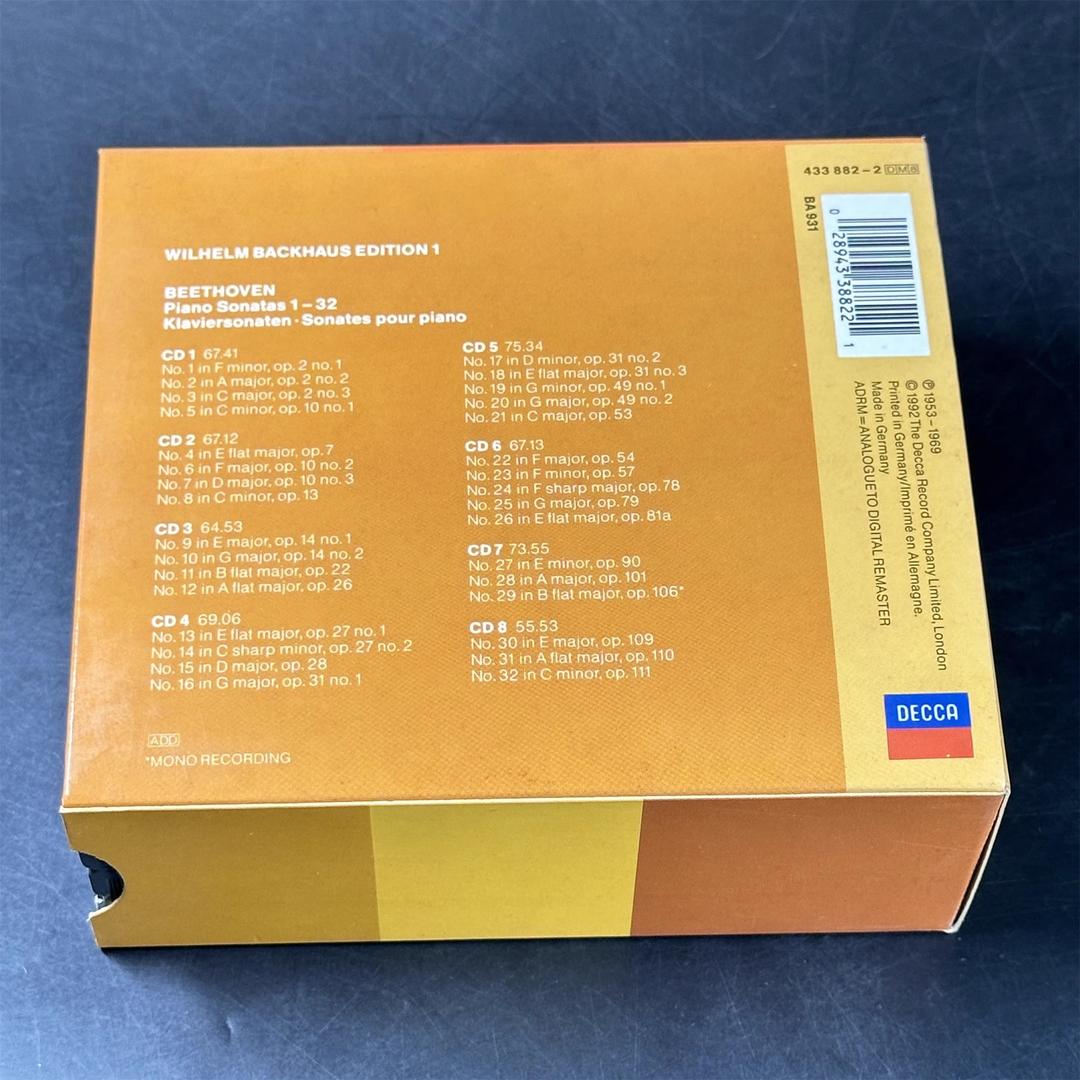 WILHELM BACKHAUS EDITION 1
BEETHOVEN
Piano Sonatas 1 – 32
Klaviersonaten · Sonates pour piano
CD 1 67.41
No. 1 in F minor, op. 2 no. 1
No. 2 in A major, op. 2 no. 2
No. 3 in C major, op. 2 no. 3
No. 5 in C minor, op. 10 no. 1
CD 2 67.12
No. 4 in E flat major, op. 7
No. 6 in F major, op. 10 no. 2
No. 7 in D major, op. 10 no. 3
No. 8 in C minor, op. 13
CD 3 64.53
No. 9 in E major, op. 14 no. 1
No. 10 in G major, op. 14 no. 2
No. 11 in B flat major, op. 22
No. 12 in A flat major, op. 26
CD 4 69.06
No. 13 in E flat major, op. 27 no. 1
No. 14 in C sharp minor, op. 27 no. 2
No. 15 in D major, op. 28
No. 16 in G major, op. 31 no. 1
CD 5 75.34
No. 17 in D minor, op. 31 no. 2
No. 18 in E flat major, op. 31 no. 3
No. 19 in G minor, op. 49 no. 1
No. 20 in G major, op. 49 no. 2
No. 21 in C major, op. 53
CD 6 67.13
No. 22 in F major, op. 54
No. 23 in F minor, op. 57
No. 24 in F sharp major, op. 78
No. 25 in G major, op. 79
No. 26 in E flat major, op. 81a
CD 7 73.55
No. 27 in E minor, op. 90
No. 28 in A major, op. 101
No. 29 in B flat major, op. 106*
CD 8 55.53
No. 30 in E major, op. 109
No. 31 in A flat major, op. 110
No. 32 in C minor, op. 111
ADD
*MONO RECORDING
433 882 – 2 DM8
BA 931
0 28943 38822 1
℗ 1953 – 1969
© 1992 The Decca Record Company Limited, London
Printed in Germany/Imprimé en Allemagne.
Made in Germany
ADRM = ANALOGUE TO DIGITAL REMASTER
DECCA